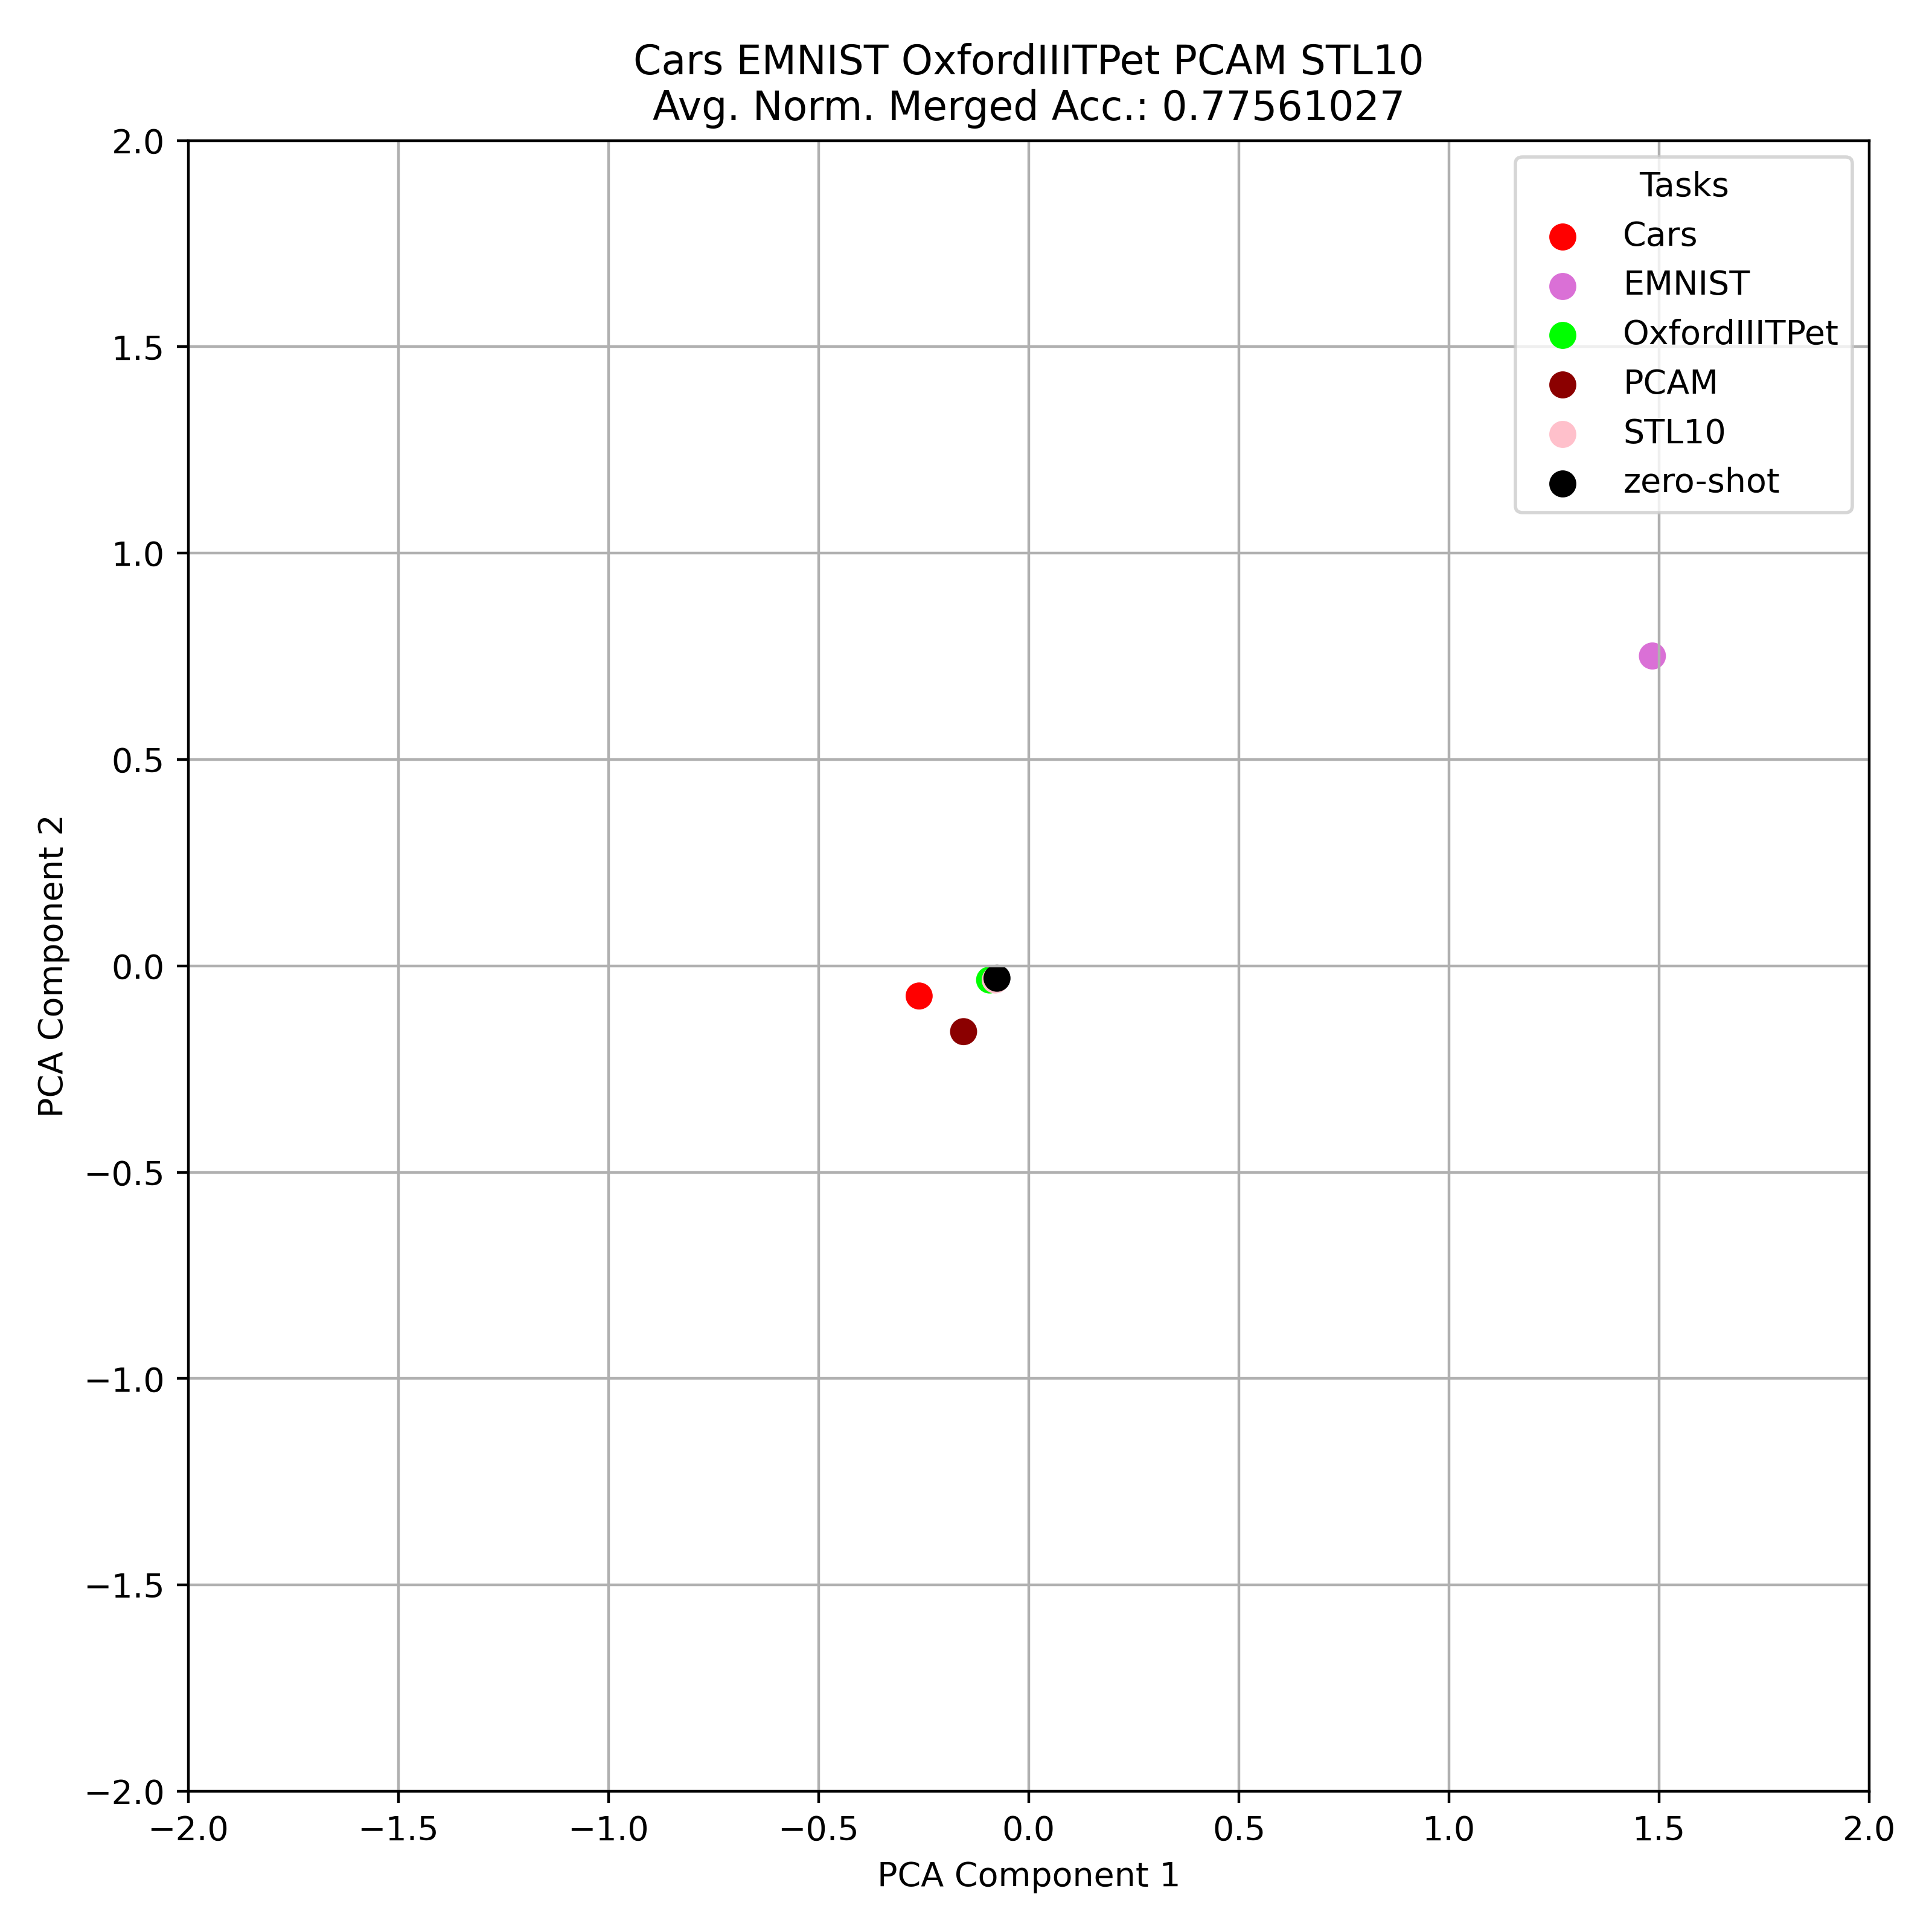 Cars EMNIST OxfordIIITPet PCAM STL10
Avg. Norm. Merged Acc.: 0.77561027
Tasks
Cars
EMNIST
OxfordIIITPet
PCAM
STL10
zero-shot
PCA Component 2
2.0
1.5
1.0
0.5
0.0
−0.5
−1.0
−1.5
−2.0
−2.0 −1.5 −1.0 −0.5 0.0 0.5 1.0 1.5 2.0
PCA Component 1